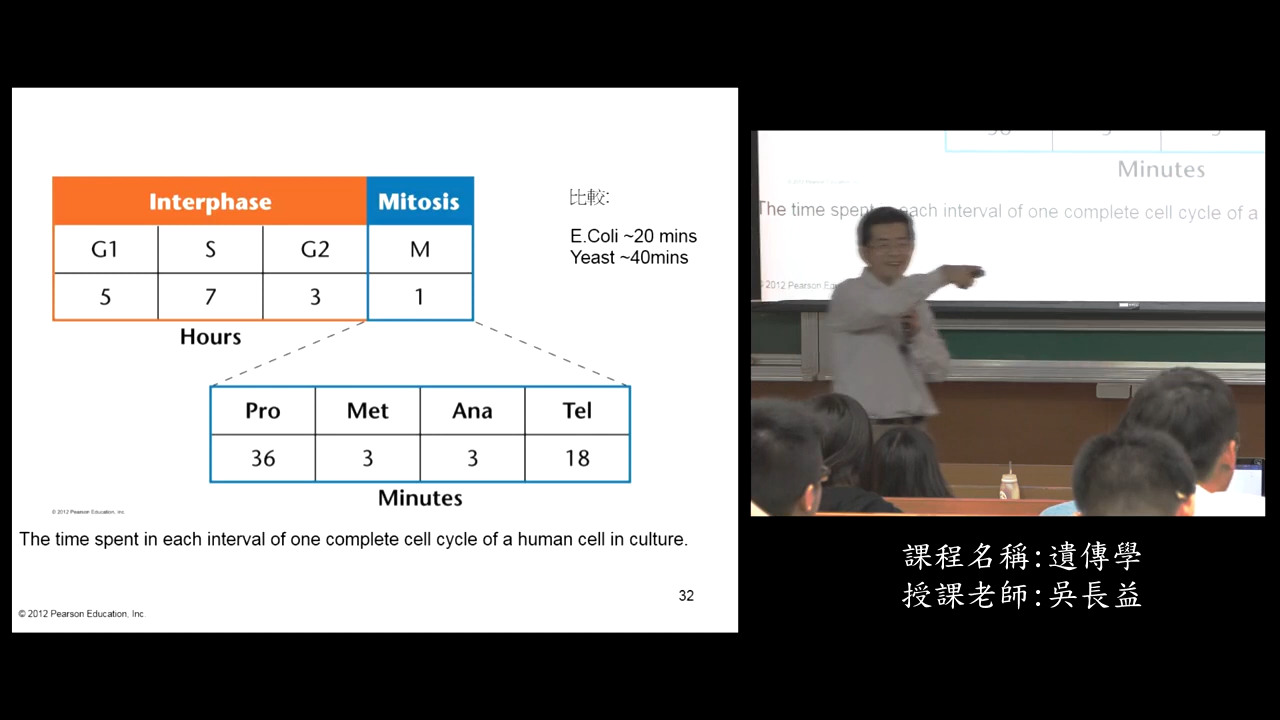 Interphase Mitosis
G1 S G2 M
5 7 3 1
Hours
Pro Met Ana Tel
36 3 3 18
Minutes
© 2012 Pearson Education, Inc.
The time spent in each interval of one complete cell cycle of a human cell in culture.
32
© 2012 Pearson Education, Inc.
比較:
E.Coli ~20 mins
Yeast ~40mins
Minutes
The time spent each interval of one complete cell cycle of a
2012 Pearson
課程名稱:遺傳學
授課老師:吳長益